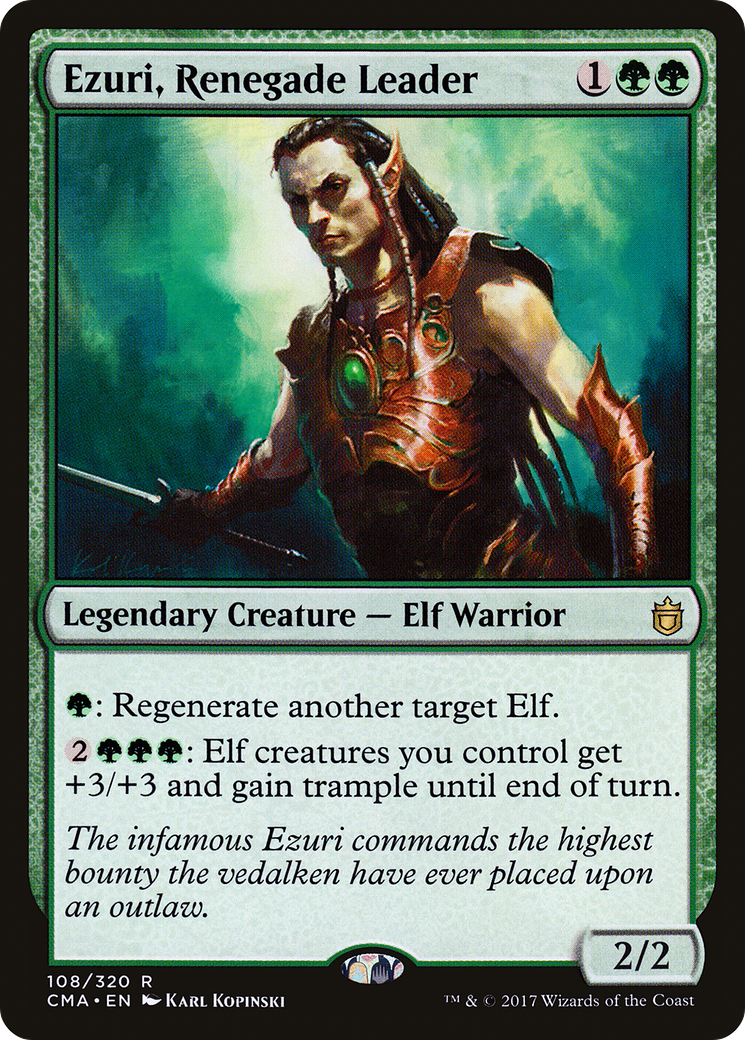 Ezuri, Renegade Leader 1
Legendary Creature — Elf Warrior
: Regenerate another target Elf.
2 : Elf creatures you control get
+3/+3 and gain trample until end of turn.
The infamous Ezuri commands the highest
bounty the vedalken have ever placed upon
an outlaw.
2/2
108/320 R
CMA • EN Karl Kopinski
™ & © 2017 Wizards of the Coast